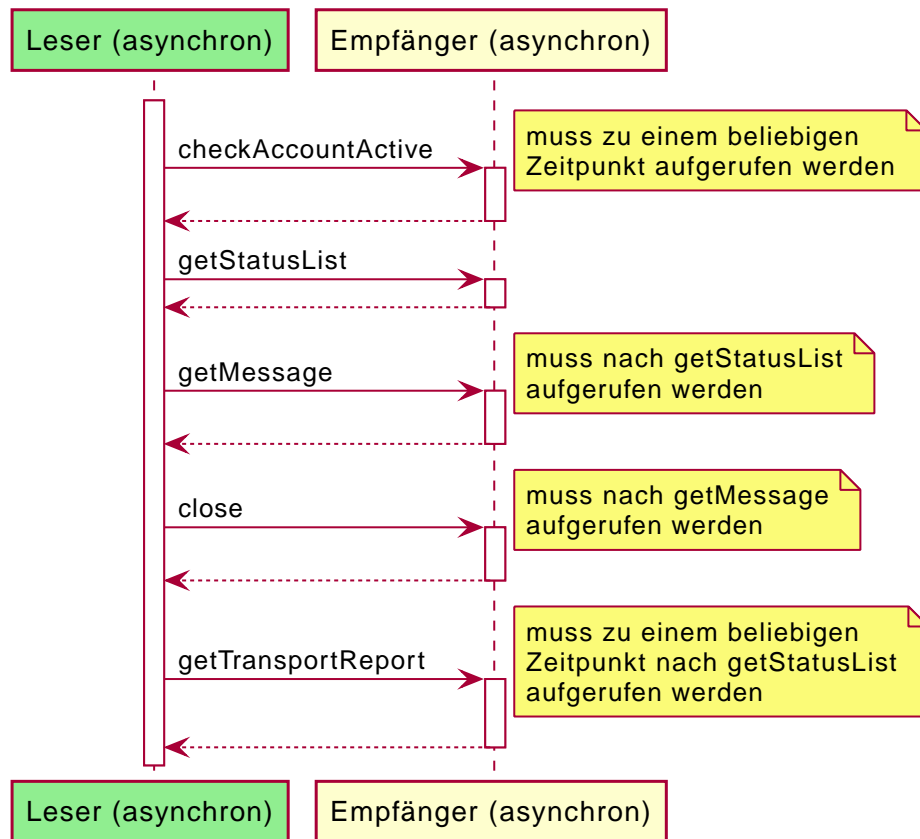 Leser (asynchron)
Empfänger (asynchron)
checkAccountActive
muss zu einem beliebigen
Zeitpunkt aufgerufen werden
getStatusList
getMessage
muss nach getStatusList
aufgerufen werden
close
muss nach getMessage
aufgerufen werden
getTransportReport
muss zu einem beliebigen
Zeitpunkt nach getStatusList
aufgerufen werden
Leser (asynchron)
Empfänger (asynchron)